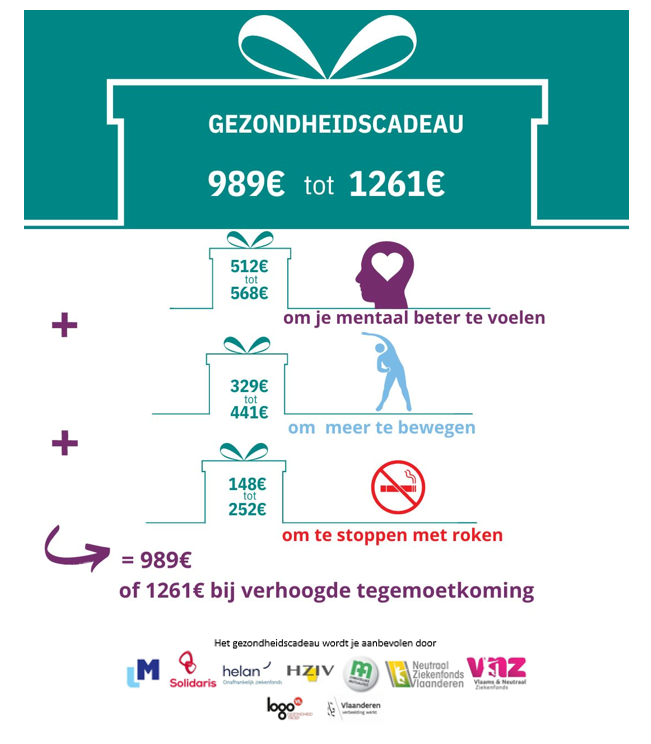 GEZONDHEIDSCADEAU
989€ tot 1261€
512€
tot
568€
om je mentaal beter te voelen
+
329€
tot
441€
om meer te bewegen
+
148€
tot
252€
om te stoppen met roken
= 989€
of 1261€ bij verhoogde tegemoetkoming
Het gezondheidscadeau wordt je aanbevolen door
LM
Solidaris
helan
Onafhankelijk ziekenfonds
HZIV
Neutraal
Ziekenfonds
Vlaanderen
vnz
Vlaams & Neutraal
Ziekenfonds
logo
Vlaanderen
verbeelding werkt